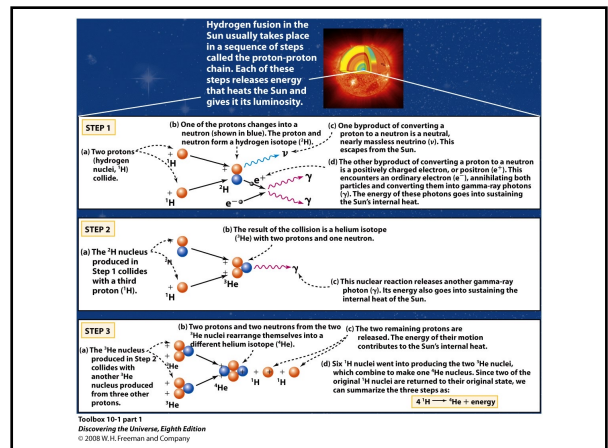 Hydrogen fusion in the
Sun usually takes place
in a sequence of steps
called the proton-proton
chain. Each of these
steps releases energy
that heats the Sun and
gives it its luminosity.
STEP 1
(a) Two protons
(hydrogen
nuclei, ¹H)
collide.
(b) One of the protons changes into a
neutron (shown in blue). The proton and
neutron form a hydrogen isotope (²H).
(c) One byproduct of converting a
proton to a neutron is a neutral,
nearly massless neutrino (ν). This
escapes from the Sun.
(d) The other byproduct of converting a proton to a neutron
is a positively charged electron, or positron (e⁺). This
encounters an ordinary electron (e⁻), annihilating both
particles and converting them into gamma-ray photons
(γ). The energy of these photons goes into sustaining
the Sun's internal heat.
+
¹H
+
¹H
+
²H
ν
e⁺
e⁻
γ
γ
STEP 2
(a) The ²H nucleus
produced in
Step 1 collides
with a third
proton (¹H).
(b) The result of the collision is a helium isotope
(³He) with two protons and one neutron.
(c) This nuclear reaction releases another gamma-ray
photon (γ). Its energy also goes into sustaining the
internal heat of the Sun.
+
²H
+
¹H
+
+
³He
γ
STEP 3
(a) The ³He nucleus
produced in Step 2
collides with
another ³He
nucleus produced
from three other
protons.
(b) Two protons and two neutrons from the two
³He nuclei rearrange themselves into a
different helium isotope (⁴He).
(c) The two remaining protons are
released. The energy of their motion
contributes to the Sun's internal heat.
(d) Six ¹H nuclei went into producing the two ³He nuclei,
which combine to make one ⁴He nucleus. Since two of the
original ¹H nuclei are returned to their original state, we
can summarize the three steps as:
4 ¹H → ⁴He + energy
³He
³He
⁴He
+
¹H
+
¹H
Toolbox 10-1 part 1
Discovering the Universe, Eighth Edition
© 2008 W. H. Freeman and Company